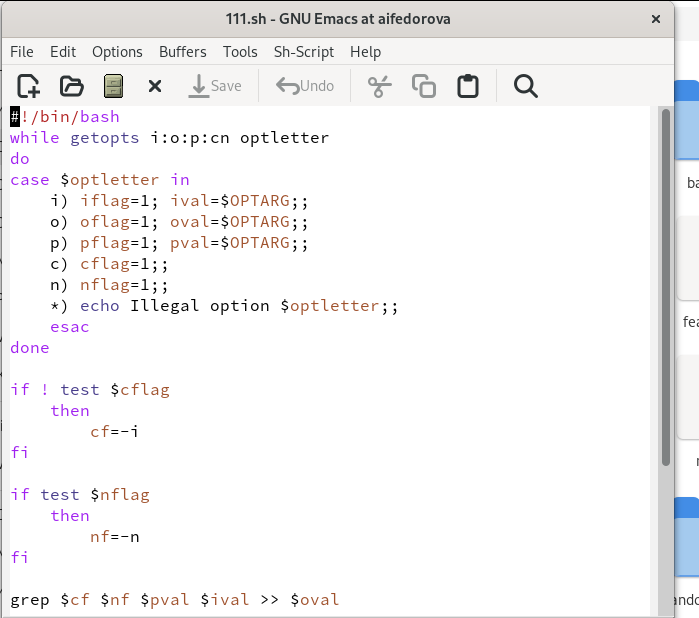 111.sh - GNU Emacs at aifedorova
File Edit Options Buffers Tools Sh-Script Help
Save Undo
#!/bin/bash
while getopts i:o:p:cn optletter
do
case $optletter in
    i) iflag=1; ival=$OPTARG;;
    o) oflag=1; oval=$OPTARG;;
    p) pflag=1; pval=$OPTARG;;
    c) cflag=1;;
    n) nflag=1;;
    *) echo Illegal option $optletter;;
    esac
done
if ! test $cflag
    then
        cf=-i
fi
if test $nflag
    then
        nf=-n
fi
grep $cf $nf $pval $ival >> $oval